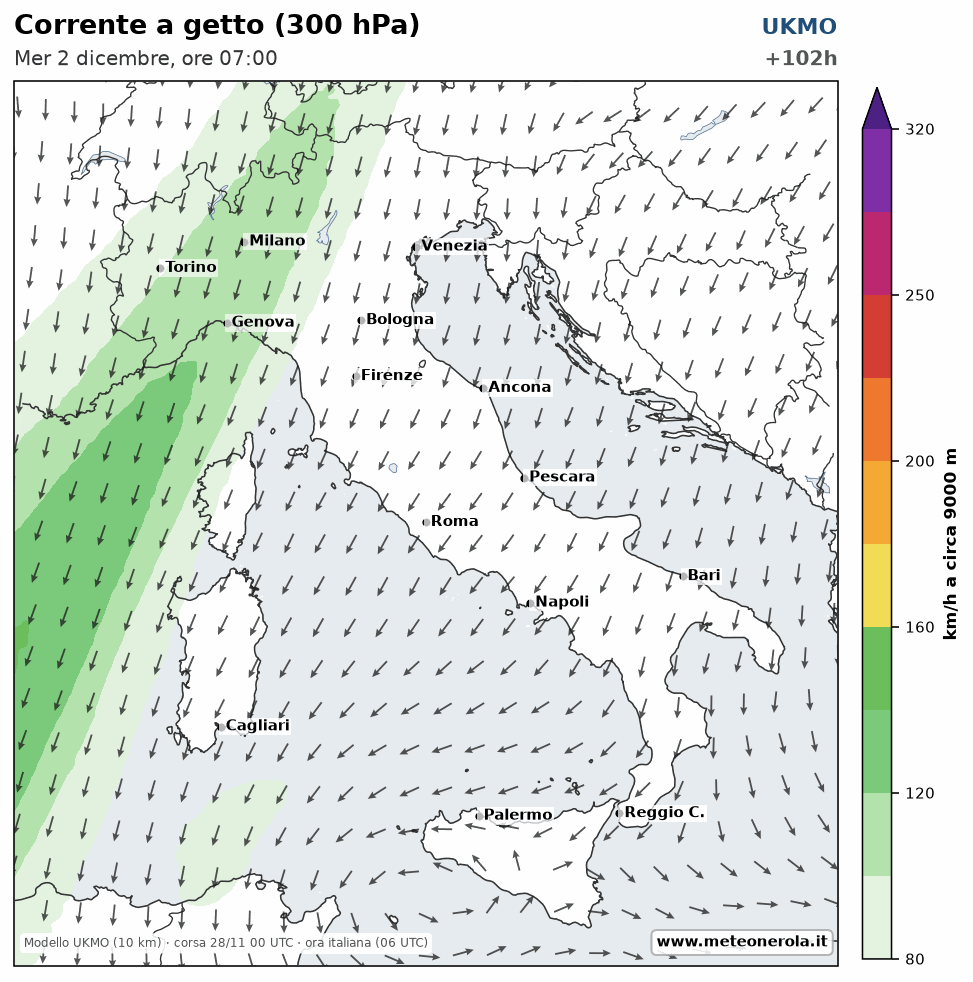 Corrente a getto (300 hPa)
UKMO
Mer 2 dicembre, ore 07:00
+102h
320
250
200
160
120
80
km/h a circa 9000 m
Milano
Venezia
Torino
Genova
Bologna
Firenze
Ancona
Pescara
Roma
Bari
Napoli
Cagliari
Palermo
Reggio C.
Modello UKMO (10 km) · corsa 28/11 00 UTC · ora italiana (06 UTC)
www.meteonerola.it